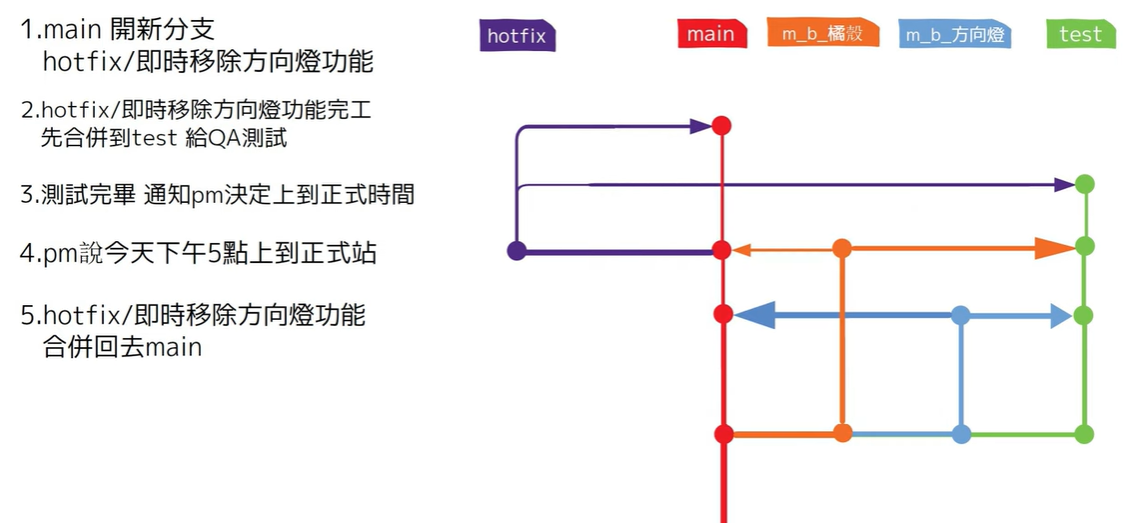 1.main 開新分支
hotfix/即時移除方向燈功能
2.hotfix/即時移除方向燈功能完工
先合併到test 給QA測試
3.測試完畢 通知pm決定上到正式時間
4.pm說今天下午5點上到正式站
5.hotfix/即時移除方向燈功能
合併回去main
hotfix
main
m_b_橘殼
m_b_方向燈
test